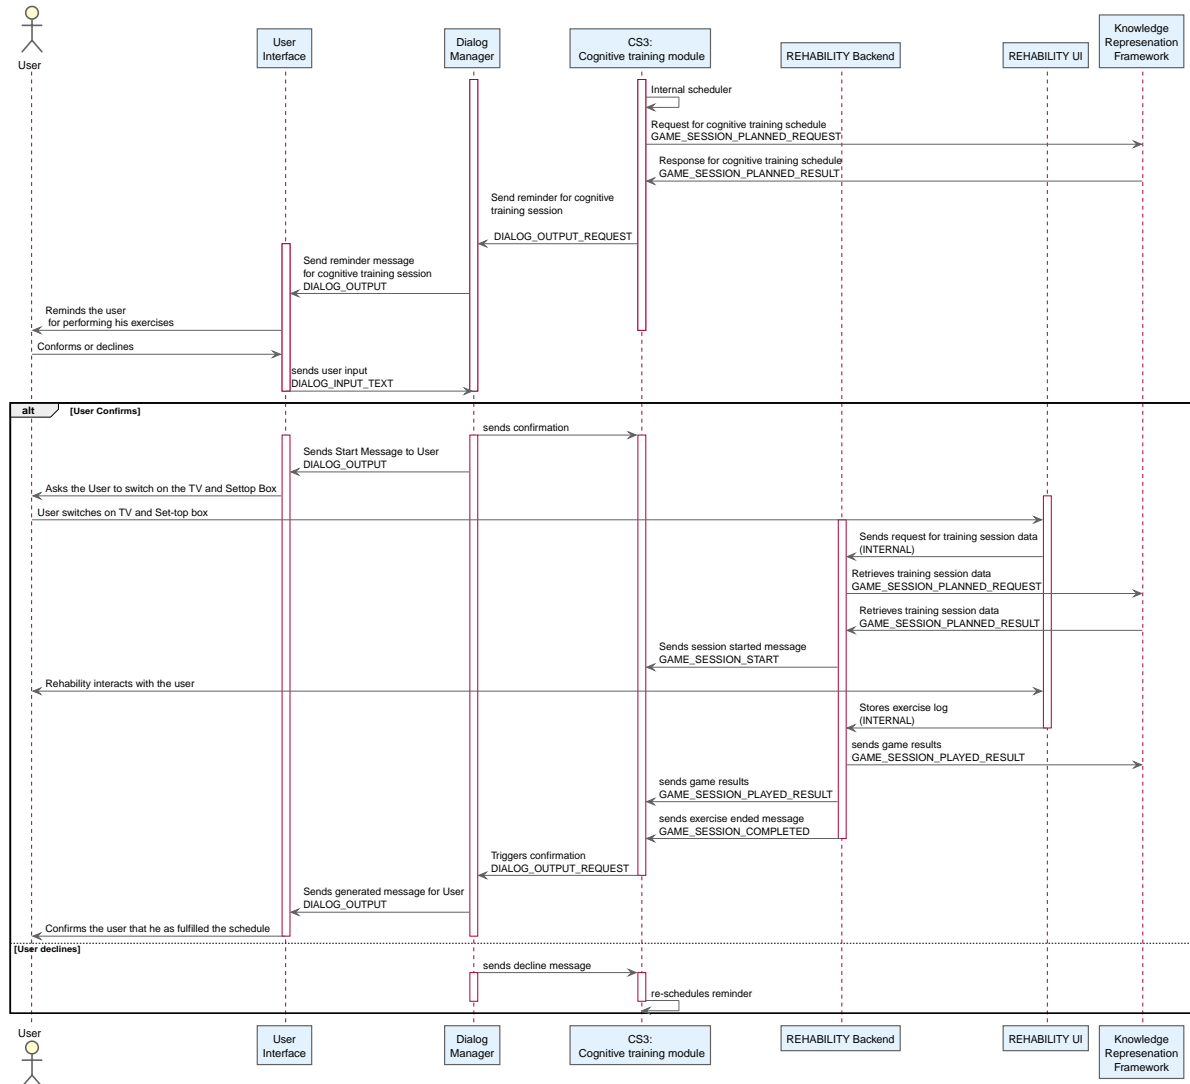 User
User
Interface
Dialog
Manager
CS3:
Cognitive training module
REHABILITY Backend
REHABILITY UI
Knowledge
Represenation
Framework
Internal scheduler
Request for cognitive training schedule
GAME_SESSION_PLANNED_REQUEST
Response for cognitive training schedule
GAME_SESSION_PLANNED_RESULT
Send reminder for cognitive
training session
DIALOG_OUTPUT_REQUEST
Send reminder message
for cognitive training session
DIALOG_OUTPUT
Reminds the user
for performing his exercises
Conforms or declines
sends user input
DIALOG_INPUT_TEXT
alt [User Confirms]
sends confirmation
Sends Start Message to User
DIALOG_OUTPUT
Asks the User to switch on the TV and Settop Box
User switches on TV and Set-top box
Sends request for training session data
(INTERNAL)
Retrieves training session data
GAME_SESSION_PLANNED_REQUEST
Retrieves training session data
GAME_SESSION_PLANNED_RESULT
Sends session started message
GAME_SESSION_START
Rehability interacts with the user
Stores exercise log
(INTERNAL)
sends game results
GAME_SESSION_PLAYED_RESULT
sends game results
GAME_SESSION_PLAYED_RESULT
sends exercise ended message
GAME_SESSION_COMPLETED
Triggers confirmation
DIALOG_OUTPUT_REQUEST
Sends generated message for User
DIALOG_OUTPUT
Confirms the user that he as fulfilled the schedule
[User declines]
sends decline message
re-schedules reminder
User
User
Interface
Dialog
Manager
CS3:
Cognitive training module
REHABILITY Backend
REHABILITY UI
Knowledge
Represenation
Framework